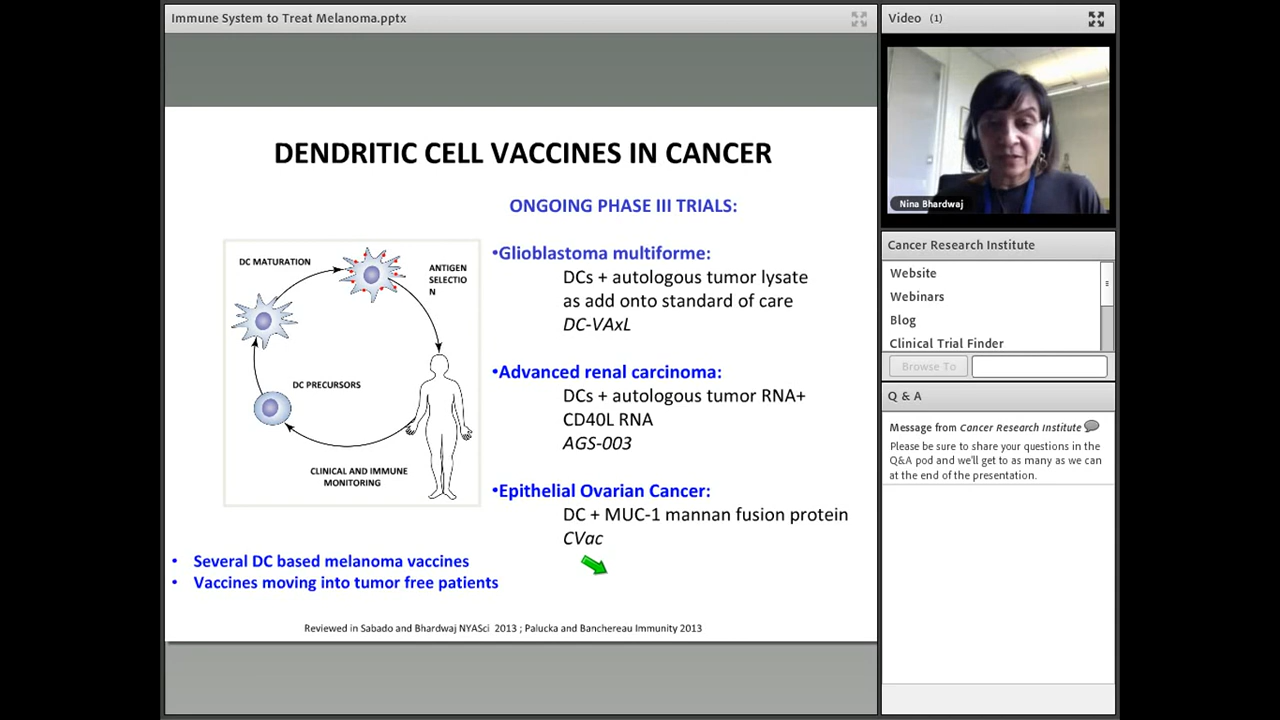 Immune System to Treat Melanoma.pptx
DENDRITIC CELL VACCINES IN CANCER
ONGOING PHASE III TRIALS:
DC MATURATION
ANTIGEN
SELECTIO
N
DC PRECURSORS
CLINICAL AND IMMUNE
MONITORING
•Glioblastoma multiforme:
DCs + autologous tumor lysate
as add onto standard of care
DC-VAxL
•Advanced renal carcinoma:
DCs + autologous tumor RNA+
CD40L RNA
AGS-003
•Epithelial Ovarian Cancer:
DC + MUC-1 mannan fusion protein
CVac
• Several DC based melanoma vaccines
• Vaccines moving into tumor free patients
Reviewed in Sabado and Bhardwaj NYASci 2013 ; Palucka and Banchereau Immunity 2013
Video (1)
Nina Bhardwaj
Cancer Research Institute
Website
Webinars
Blog
Clinical Trial Finder
Browse To
Q & A
Message from Cancer Research Institute
Please be sure to share your questions in the
Q&A pod and we'll get to as many as we can
at the end of the presentation.